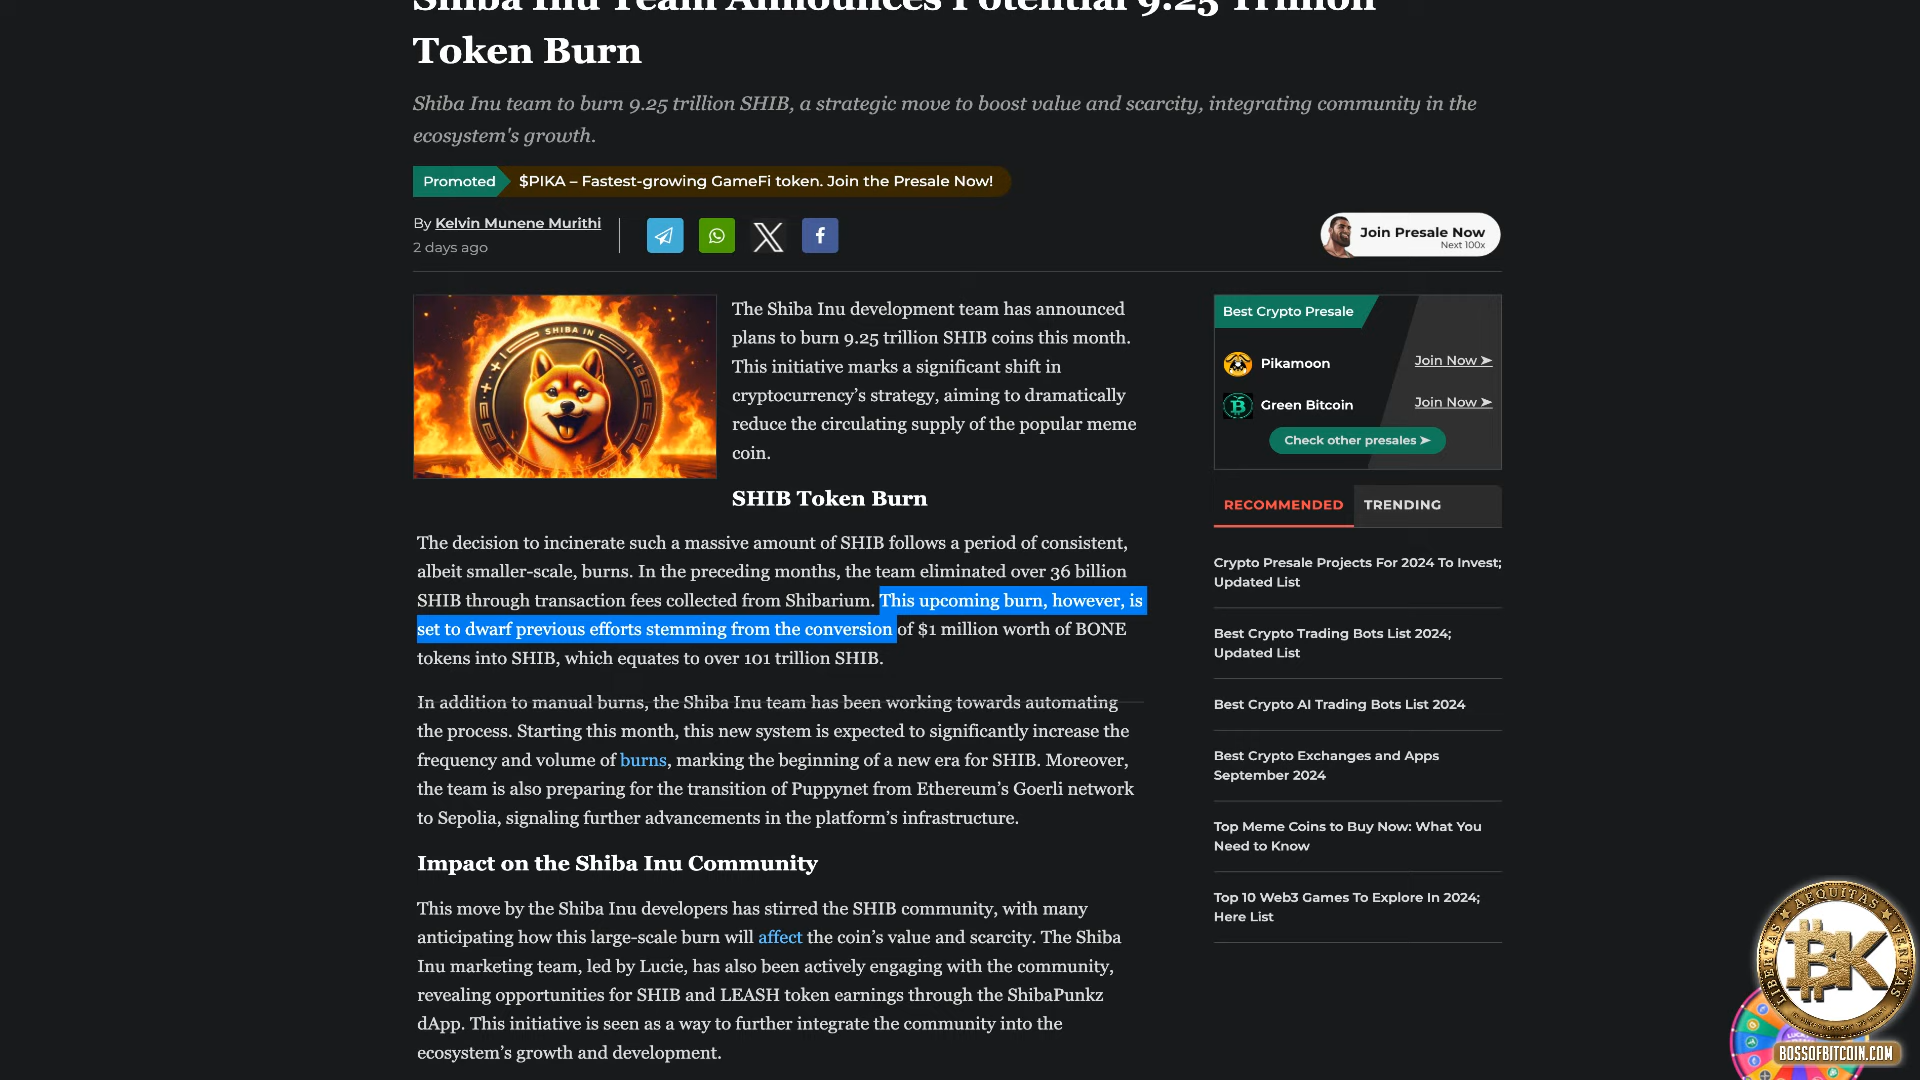 Shiba Inu Team Announces Potential 9.25 Trillion
Token Burn
Shiba Inu team to burn 9.25 trillion SHIB, a strategic move to boost value and scarcity, integrating community in the
ecosystem's growth.
Promoted
$PIKA – Fastest-growing GameFi token. Join the Presale Now!
By Kelvin Munene Murithi
2 days ago
Join Presale Now
Next 100x
SHIBA IN
The Shiba Inu development team has announced
plans to burn 9.25 trillion SHIB coins this month.
This initiative marks a significant shift in
cryptocurrency's strategy, aiming to dramatically
reduce the circulating supply of the popular meme
coin.
SHIB Token Burn
The decision to incinerate such a massive amount of SHIB follows a period of consistent,
albeit smaller-scale, burns. In the preceding months, the team eliminated over 36 billion
SHIB through transaction fees collected from Shibarium. This upcoming burn, however, is
set to dwarf previous efforts stemming from the conversion of $1 million worth of BONE
tokens into SHIB, which equates to over 101 trillion SHIB.
In addition to manual burns, the Shiba Inu team has been working towards automating
the process. Starting this month, this new system is expected to significantly increase the
frequency and volume of burns, marking the beginning of a new era for SHIB. Moreover,
the team is also preparing for the transition of Puppynet from Ethereum's Goerli network
to Sepolia, signaling further advancements in the platform's infrastructure.
Impact on the Shiba Inu Community
This move by the Shiba Inu developers has stirred the SHIB community, with many
anticipating how this large-scale burn will affect the coin's value and scarcity. The Shiba
Inu marketing team, led by Lucie, has also been actively engaging with the community,
revealing opportunities for SHIB and LEASH token earnings through the ShibaPunkz
dApp. This initiative is seen as a way to further integrate the community into the
ecosystem's growth and development.
Best Crypto Presale
Pikamoon
Join Now ➤
Green Bitcoin
Join Now ➤
Check other presales ➤
RECOMMENDED
TRENDING
Crypto Presale Projects For 2024 To Invest;
Updated List
Best Crypto Trading Bots List 2024;
Updated List
Best Crypto AI Trading Bots List 2024
Best Crypto Exchanges and Apps
September 2024
Top Meme Coins to Buy Now: What You
Need to Know
Top 10 Web3 Games To Explore In 2024;
Here List
AEQUITAS
LIBERTAS
VERITAS
BK
BOSSOFBITCOIN.COM